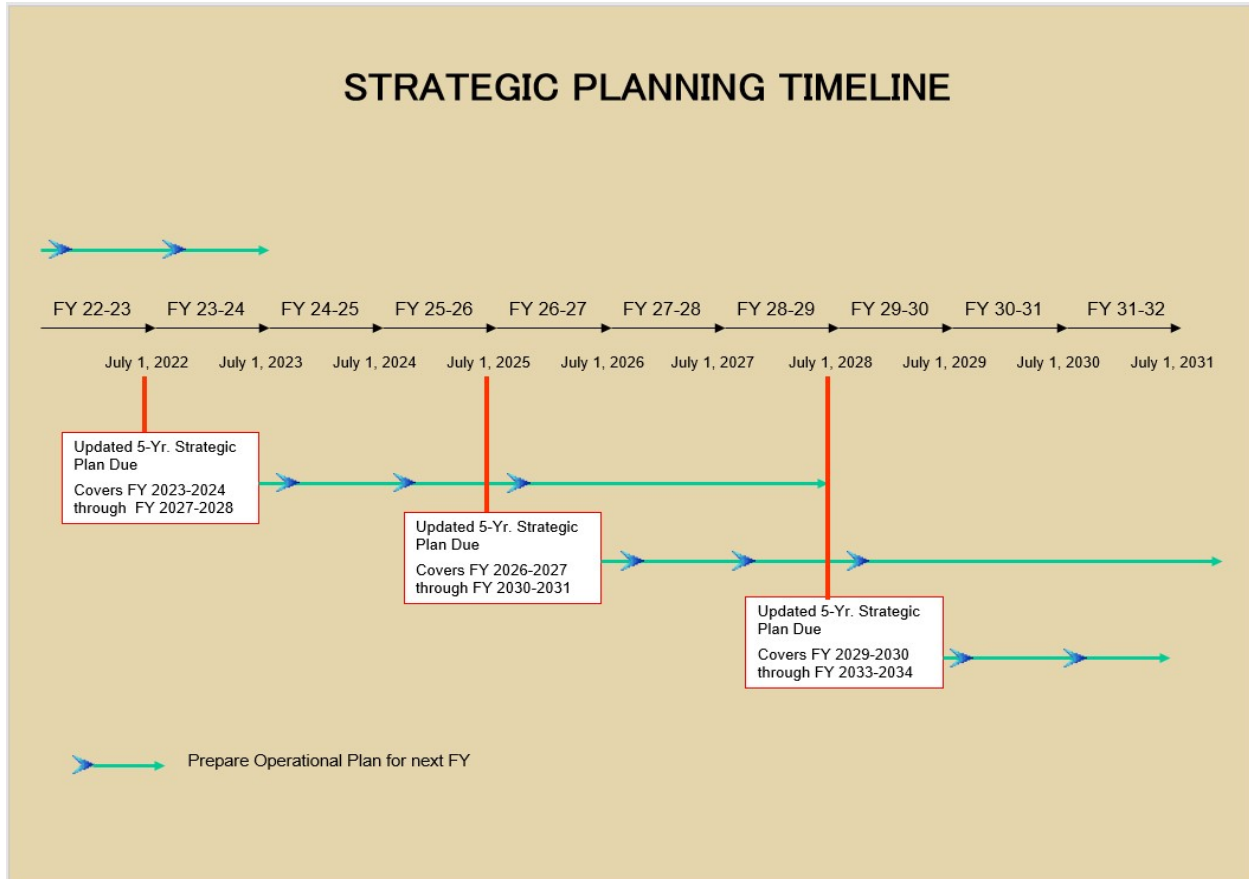 STRATEGIC PLANNING TIMELINE
FY 22-23 FY 23-24 FY 24-25 FY 25-26 FY 26-27 FY 27-28 FY 28-29 FY 29-30 FY 30-31 FY 31-32
July 1, 2022 July 1, 2023 July 1, 2024 July 1, 2025 July 1, 2026 July 1, 2027 July 1, 2028 July 1, 2029 July 1, 2030 July 1, 2031
Updated 5-Yr. Strategic
Plan Due
Covers FY 2023-2024
through FY 2027-2028
Updated 5-Yr. Strategic
Plan Due
Covers FY 2026-2027
through FY 2030-2031
Updated 5-Yr. Strategic
Plan Due
Covers FY 2029-2030
through FY 2033-2034
Prepare Operational Plan for next FY